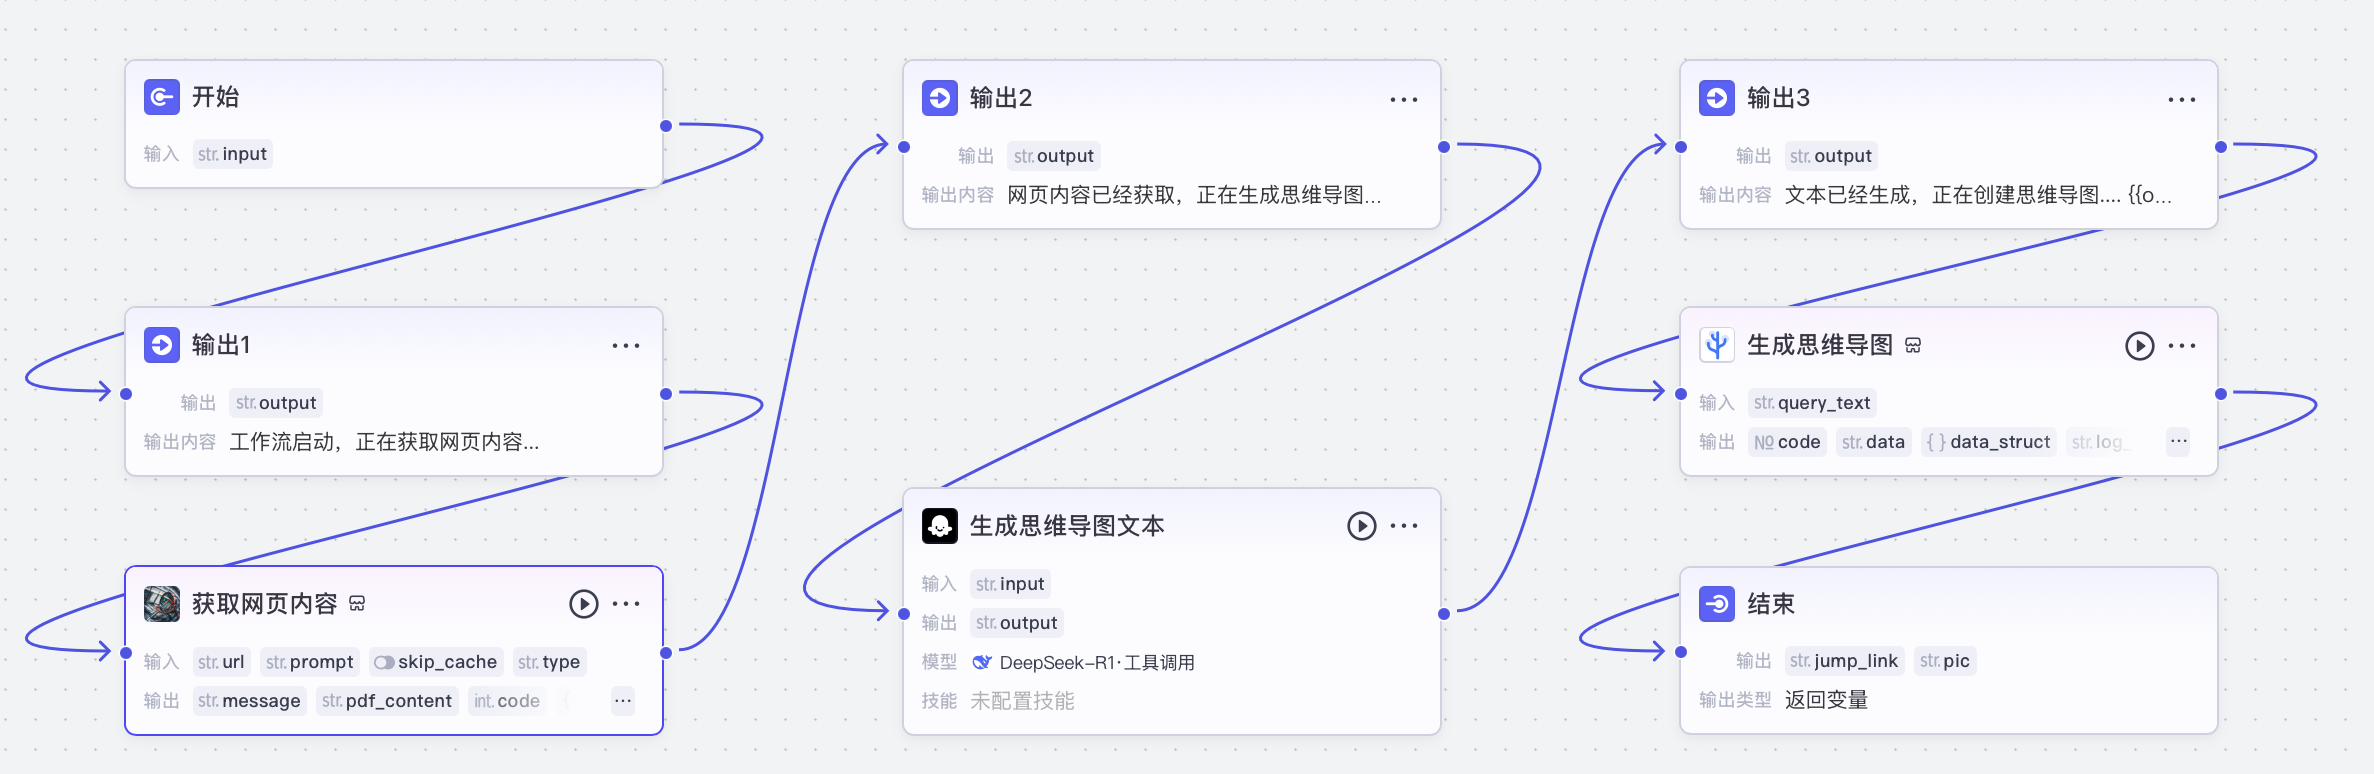 开始
输入 str. input
输出1
输出 str. output
输出内容 工作流启动，正在获取网页内容...
获取网页内容
输入 str. url str. prompt skip_cache str. type
输出 str. message str. pdf_content int. code
输出2
输出 str. output
输出内容 网页内容已经获取，正在生成思维导图...
生成思维导图文本
输入 str. input
输出 str. output
模型 DeepSeek-R1·工具调用
技能 未配置技能
输出3
输出 str. output
输出内容 文本已经生成，正在创建思维导图.... {{o...
生成思维导图
输入 str. query_text
输出 № code str. data { } data_struct str. log_
结束
输出 str. jump_link str. pic
输出类型 返回变量